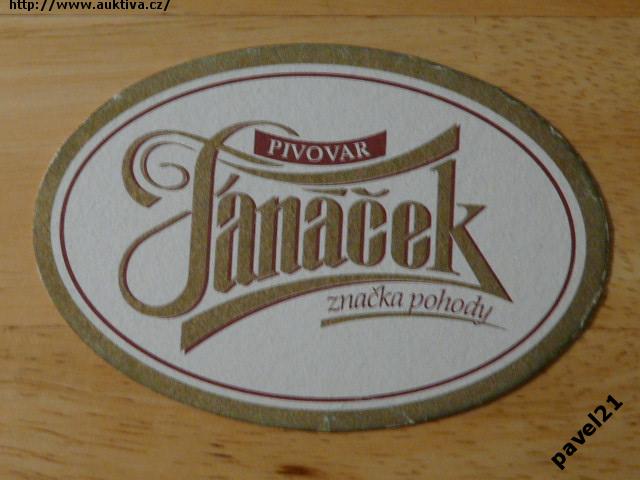 http://www.auktiva.cz/
PIVOVAR
Janáček
značka pohody
pavel21